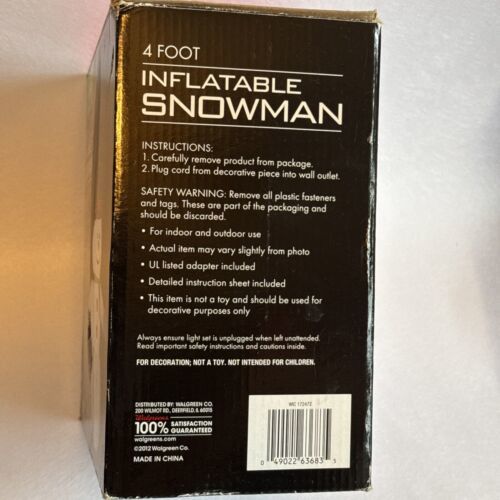 4 FOOT
INFLATABLE
SNOWMAN
INSTRUCTIONS:
1. Carefully remove product from package.
2. Plug cord from decorative piece into wall outlet.
SAFETY WARNING: Remove all plastic fasteners
and tags. These are part of the packaging and
should be discarded.
• For indoor and outdoor use
• Actual item may vary slightly from photo
• UL listed adapter included
• Detailed instruction sheet included
• This item is not a toy and should be used for
decorative purposes only
Always ensure light set is unplugged when left unattended.
Read important safety instructions and cautions inside.
FOR DECORATION; NOT A TOY. NOT INTENDED FOR CHILDREN.
DISTRIBUTED BY: WALGREEN CO.
200 WILMOT RD., DEERFIELD, IL 60015
Walgreens
100% SATISFACTION
GUARANTEED
walgreens.com
©2012 Walgreen Co.
MADE IN CHINA
WIC 172472
0 49022 63683 3